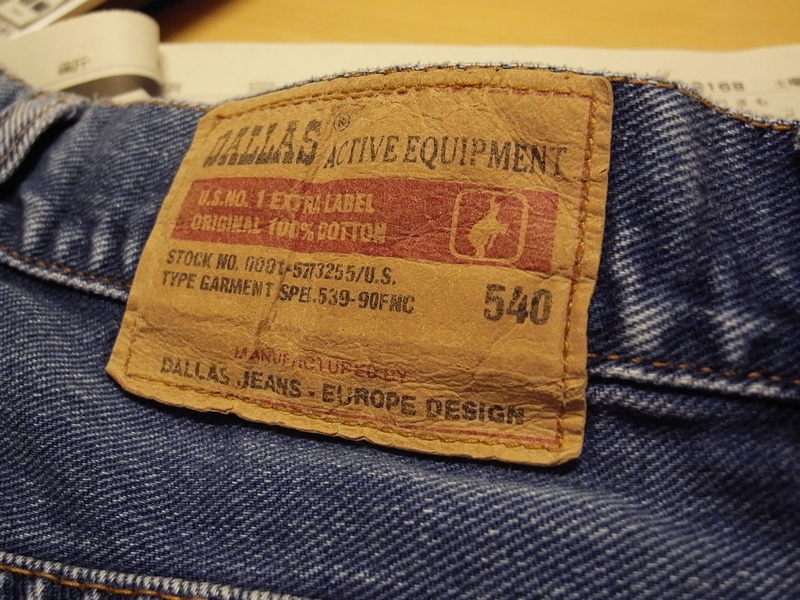 DALLAS® ACTIVE EQUIPMENT
U.S.NO. 1 EXTRA LABEL
ORIGINAL 100% COTTON
STOCK NO. 0001-5773255/U.S.
TYPE GARMENT SPEI.539-90FNC
540
MANUFACTURED BY
DALLAS JEANS - EUROPE DESIGN